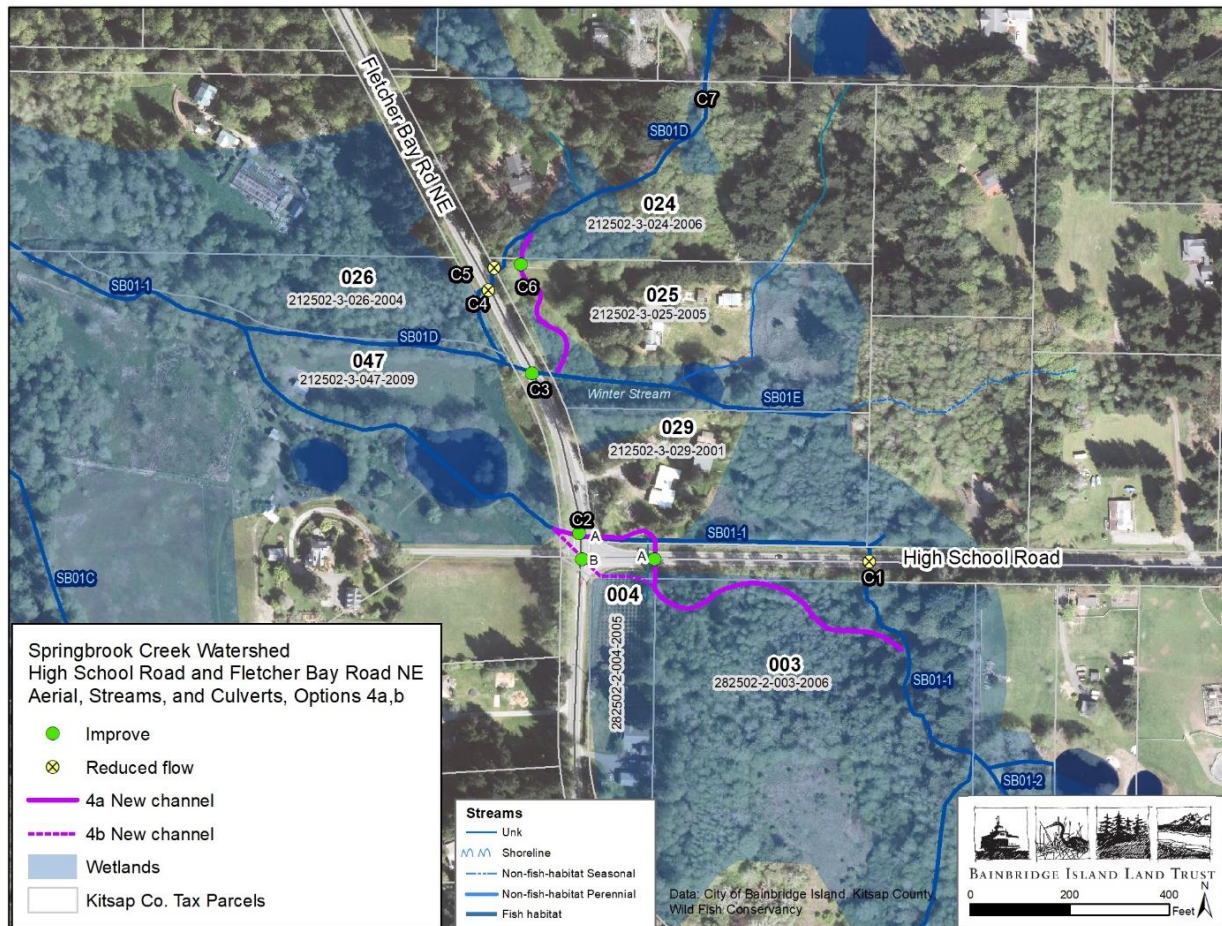 C7
SB01D
Fletcher Bay Rd NE
024
212502-3-024-2006
C5
C6
C4
026
212502-3-026-2004
025
212502-3-025-2005
SB01-1
SB01D
047
212502-3-047-2009
C3
Winter Stream
SB01E
029
212502-3-029-2001
C2
A
SB01-1
B
A
High School Road
C1
SB01C
004
282502-2-004-2005
003
282502-2-003-2006
SB01-1
SB01-2
Springbrook Creek Watershed
High School Road and Fletcher Bay Road NE
Aerial, Streams, and Culverts, Options 4a,b
Improve
Reduced flow
4a New channel
4b New channel
Wetlands
Kitsap Co. Tax Parcels
Streams
Unk
Shoreline
Non-fish-habitat Seasonal
Non-fish-habitat Perennial
Fish habitat
Data: City of Bainbridge Island, Kitsap County,
Wild Fish Conservancy
BAINBRIDGE ISLAND LAND TRUST
0 200 400
Feet
N